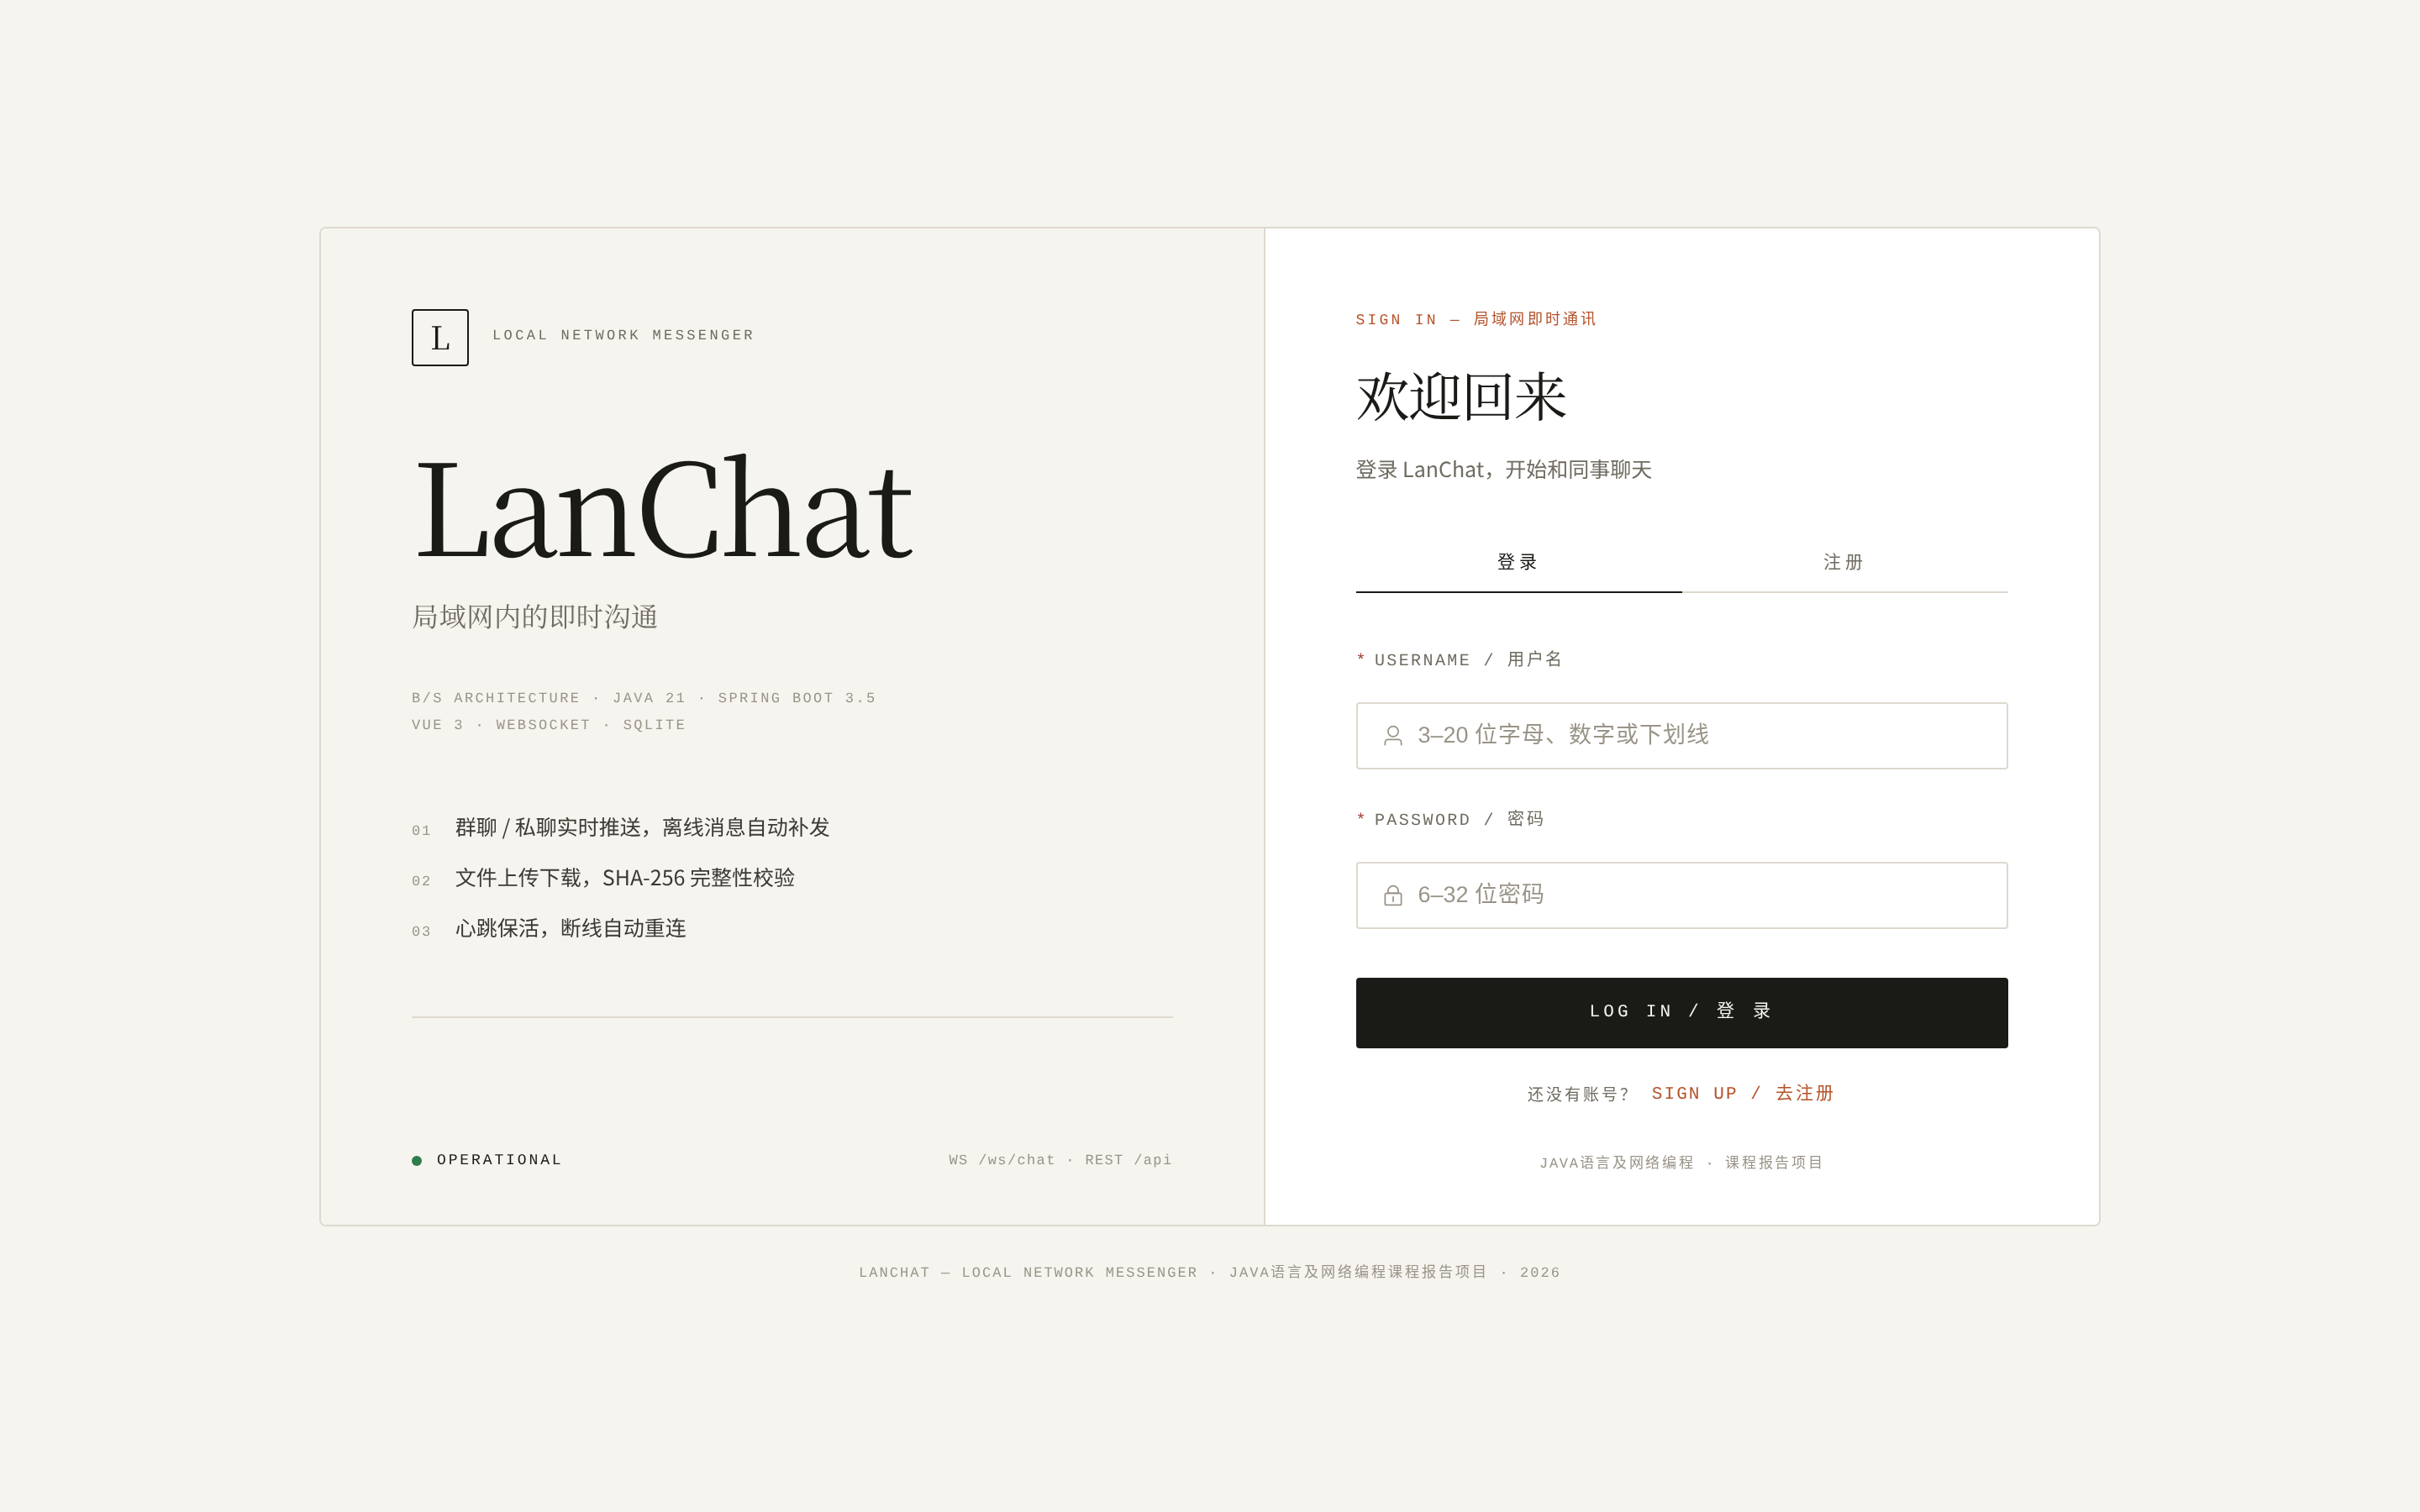 L
LOCAL NETWORK MESSENGER
LanChat
局域网内的即时沟通
B/S ARCHITECTURE · JAVA 21 · SPRING BOOT 3.5
VUE 3 · WEBSOCKET · SQLITE
01 群聊 / 私聊实时推送，离线消息自动补发
02 文件上传下载，SHA-256 完整性校验
03 心跳保活，断线自动重连
OPERATIONAL
WS /ws/chat · REST /api
SIGN IN — 局域网即时通讯
欢迎回来
登录 LanChat，开始和同事聊天
登录
注册
* USERNAME / 用户名
3–20 位字母、数字或下划线
* PASSWORD / 密码
6–32 位密码
LOG IN / 登 录
还没有账号? SIGN UP / 去注册
JAVA语言及网络编程 · 课程报告项目
LANCHAT — LOCAL NETWORK MESSENGER · JAVA语言及网络编程课程报告项目 · 2026